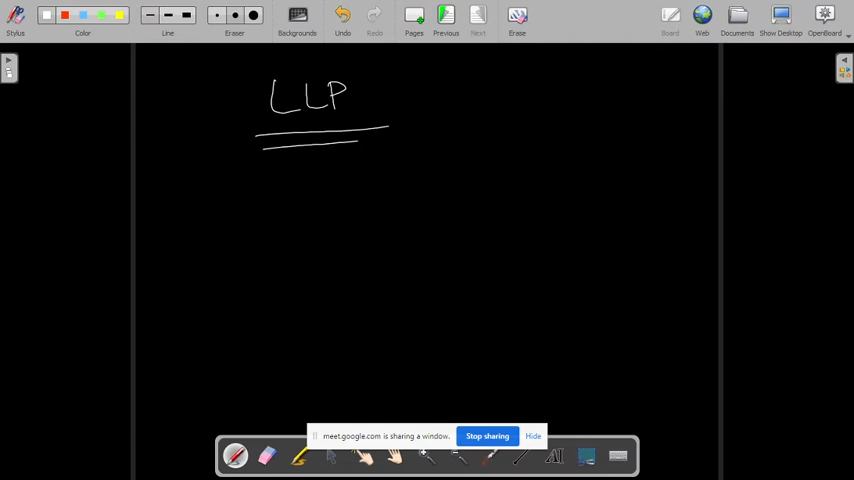 Stylus Color Line Eraser Backgrounds Undo Redo Pages Previous Next Erase Board Web Documents Show Desktop OpenBoard
LLP
meet.google.com is sharing a window. Stop sharing Hide